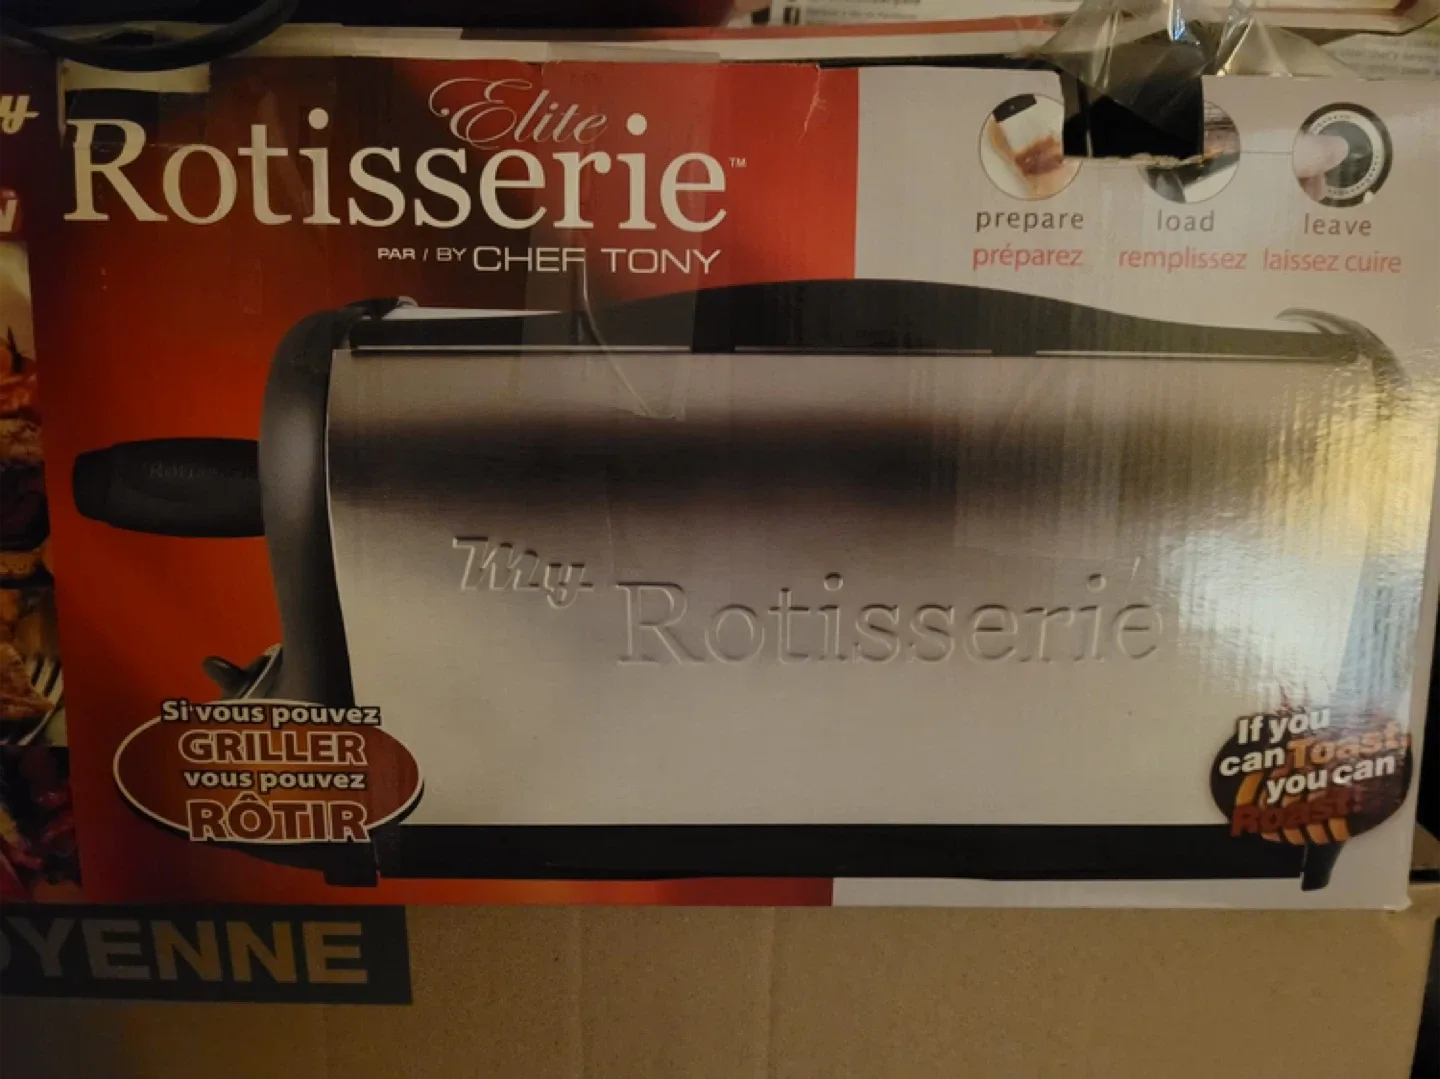 Elite
Rotisserie™
PAR / BY CHEF TONY
prepare
préparez
load
remplissez
leave
laissez cuire
My
Rotisserie
Si vous pouvez
GRILLER
vous pouvez
RÔTIR
If you
can Toast,
you can
Roast!
YENNE